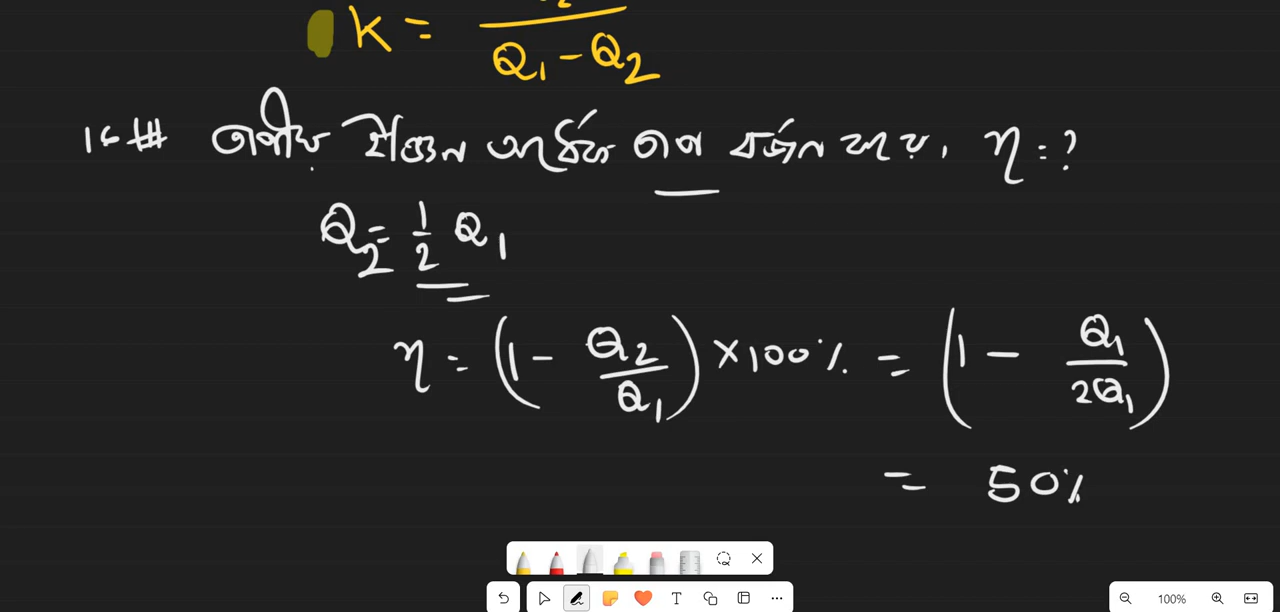 K = / Q₁ - Q₂
16# তাপীয় ইঞ্জিন অর্ধেক তাপ বর্জন করে, η = ?
Q₂ = 1/2 Q₁
η = (1 - Q₂/Q₁) × 100% = (1 - Q₁/2Q₁)
= 50%
100%